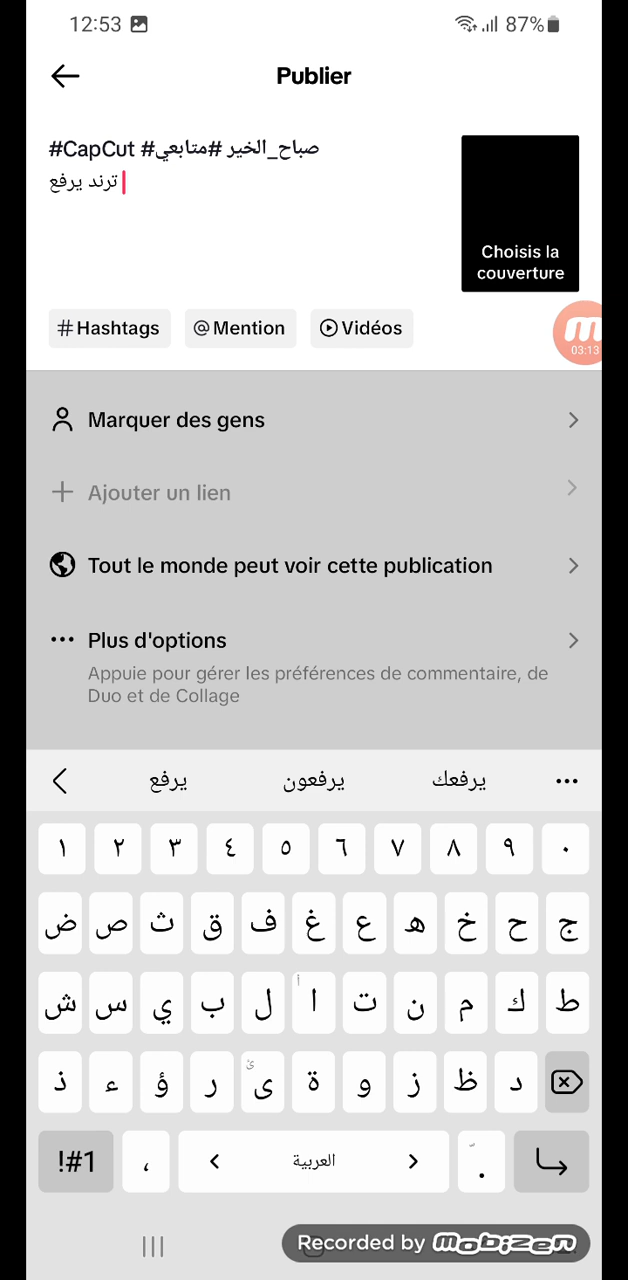 12:53
87%
Publier
#CapCut #صباح_الخير #متابعي
ترند يرفع
Choisis la
couverture
#Hashtags
@Mention
Vidéos
03:13
Marquer des gens
Ajouter un lien
Tout le monde peut voir cette publication
Plus d'options
Appuie pour gérer les préférences de commentaire, de
Duo et de Collage
يرفع يرفعون يرفعك
١ ٢ ٣ ٤ ٥ ٦ ٧ ٨ ٩ ٠
ض ص ث ق ف غ ع ه خ ح ج
ش س ي ب ل ا أ ت ن م ك ط
ذ ء ؤ ر ى ئ ة و ز ظ د
!#1 ، العربية .
Recorded by mobizen